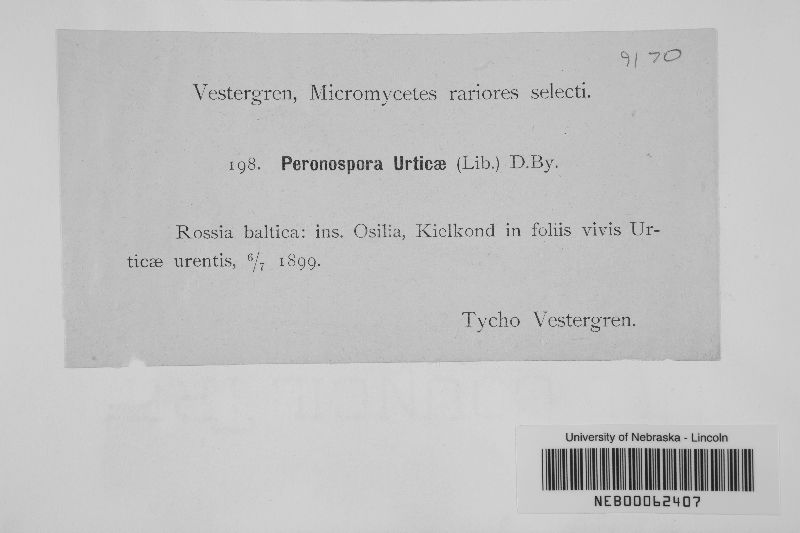 9170
Vestergren, Micromycetes rariores selecti.
198. Peronospora Urticæ (Lib.) D.By.
Rossia baltica: ins. Osilia, Kielkond in foliis vivis Ur-
ticæ urentis, 6/7 1899.
Tycho Vestergren.
University of Nebraska - Lincoln
NEB00062407